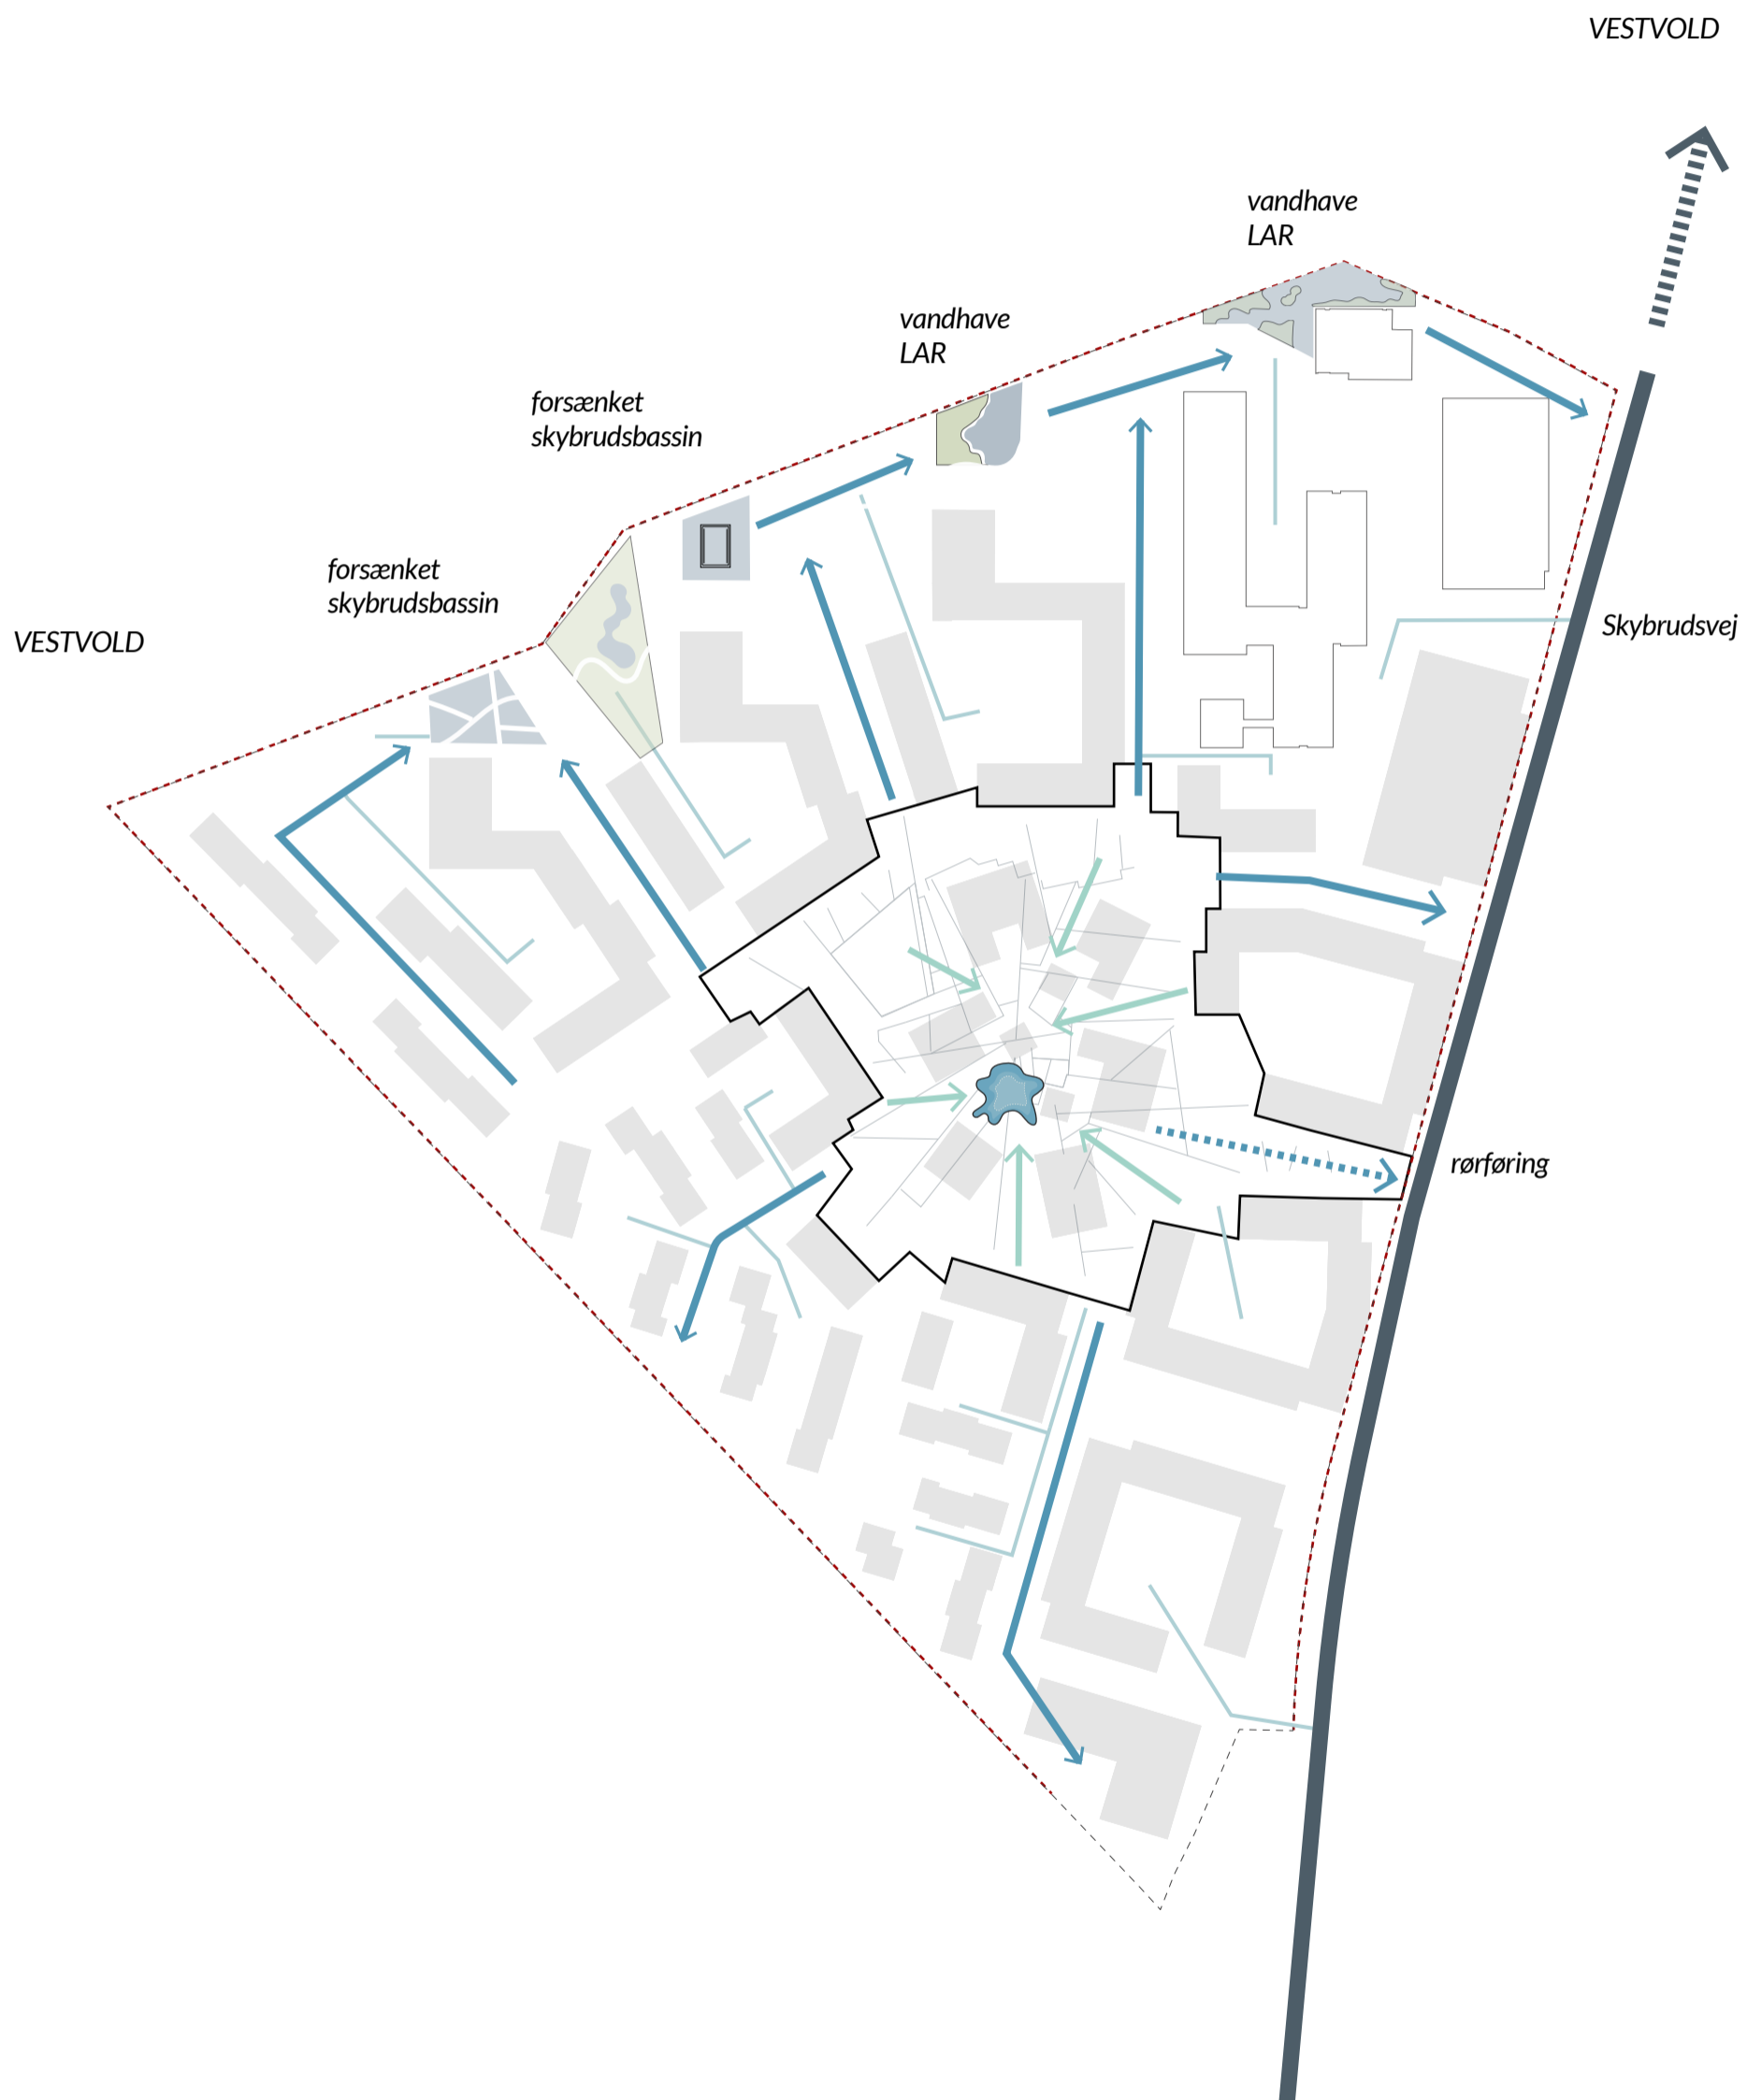 VESTVOLD
vandhave
LAR
vandhave
LAR
forsænket
skybrudsbassin
forsænket
skybrudsbassin
VESTVOLD
Skybrudsvej
rørføring